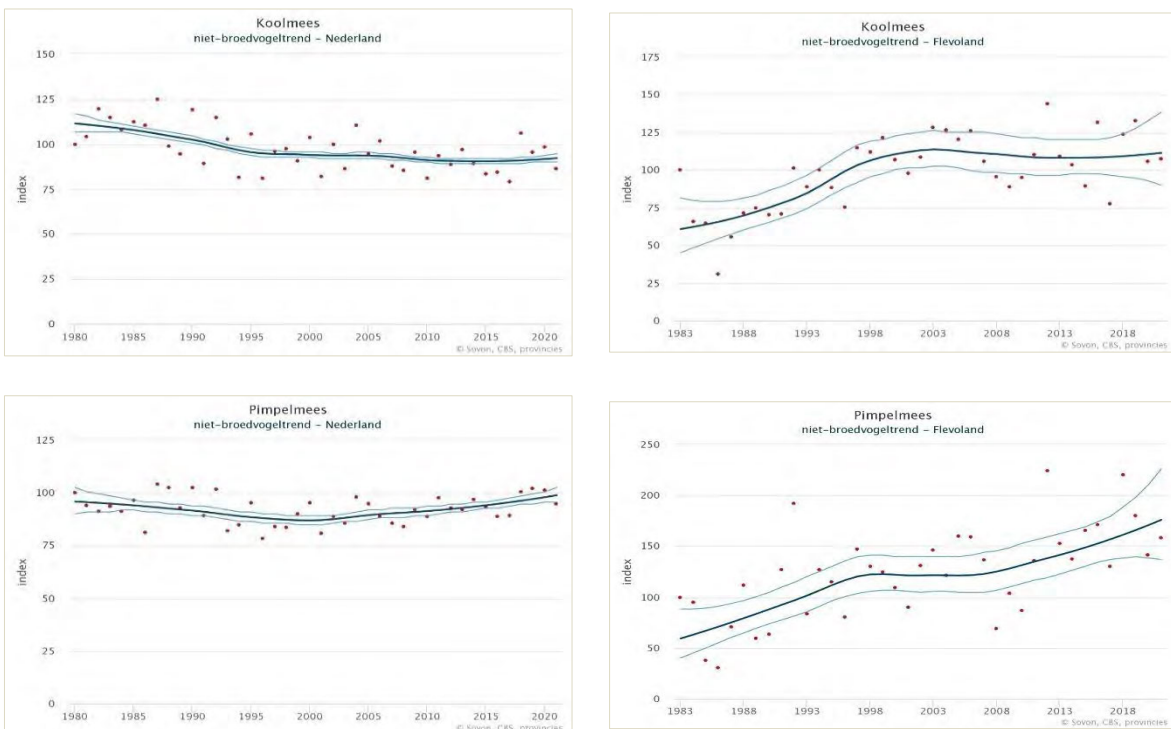 Koolmees
niet-broedvogeltrend - Nederland
150
125
100
75
50
25
0
index
1980 1985 1990 1995 2000 2005 2010 2015 2020
© Sovon, CBS, provincies
Koolmees
niet-broedvogeltrend - Flevoland
175
150
125
100
75
50
25
0
index
1983 1988 1993 1998 2003 2008 2013 2018
© Sovon, CBS, provincies
Pimpelmees
niet-broedvogeltrend - Nederland
125
100
75
50
25
0
index
1980 1985 1990 1995 2000 2005 2010 2015 2020
© Sovon, CBS, provincies
Pimpelmees
niet-broedvogeltrend - Flevoland
250
200
150
100
50
0
index
1983 1988 1993 1998 2003 2008 2013 2018
© Sovon, CBS, provincies